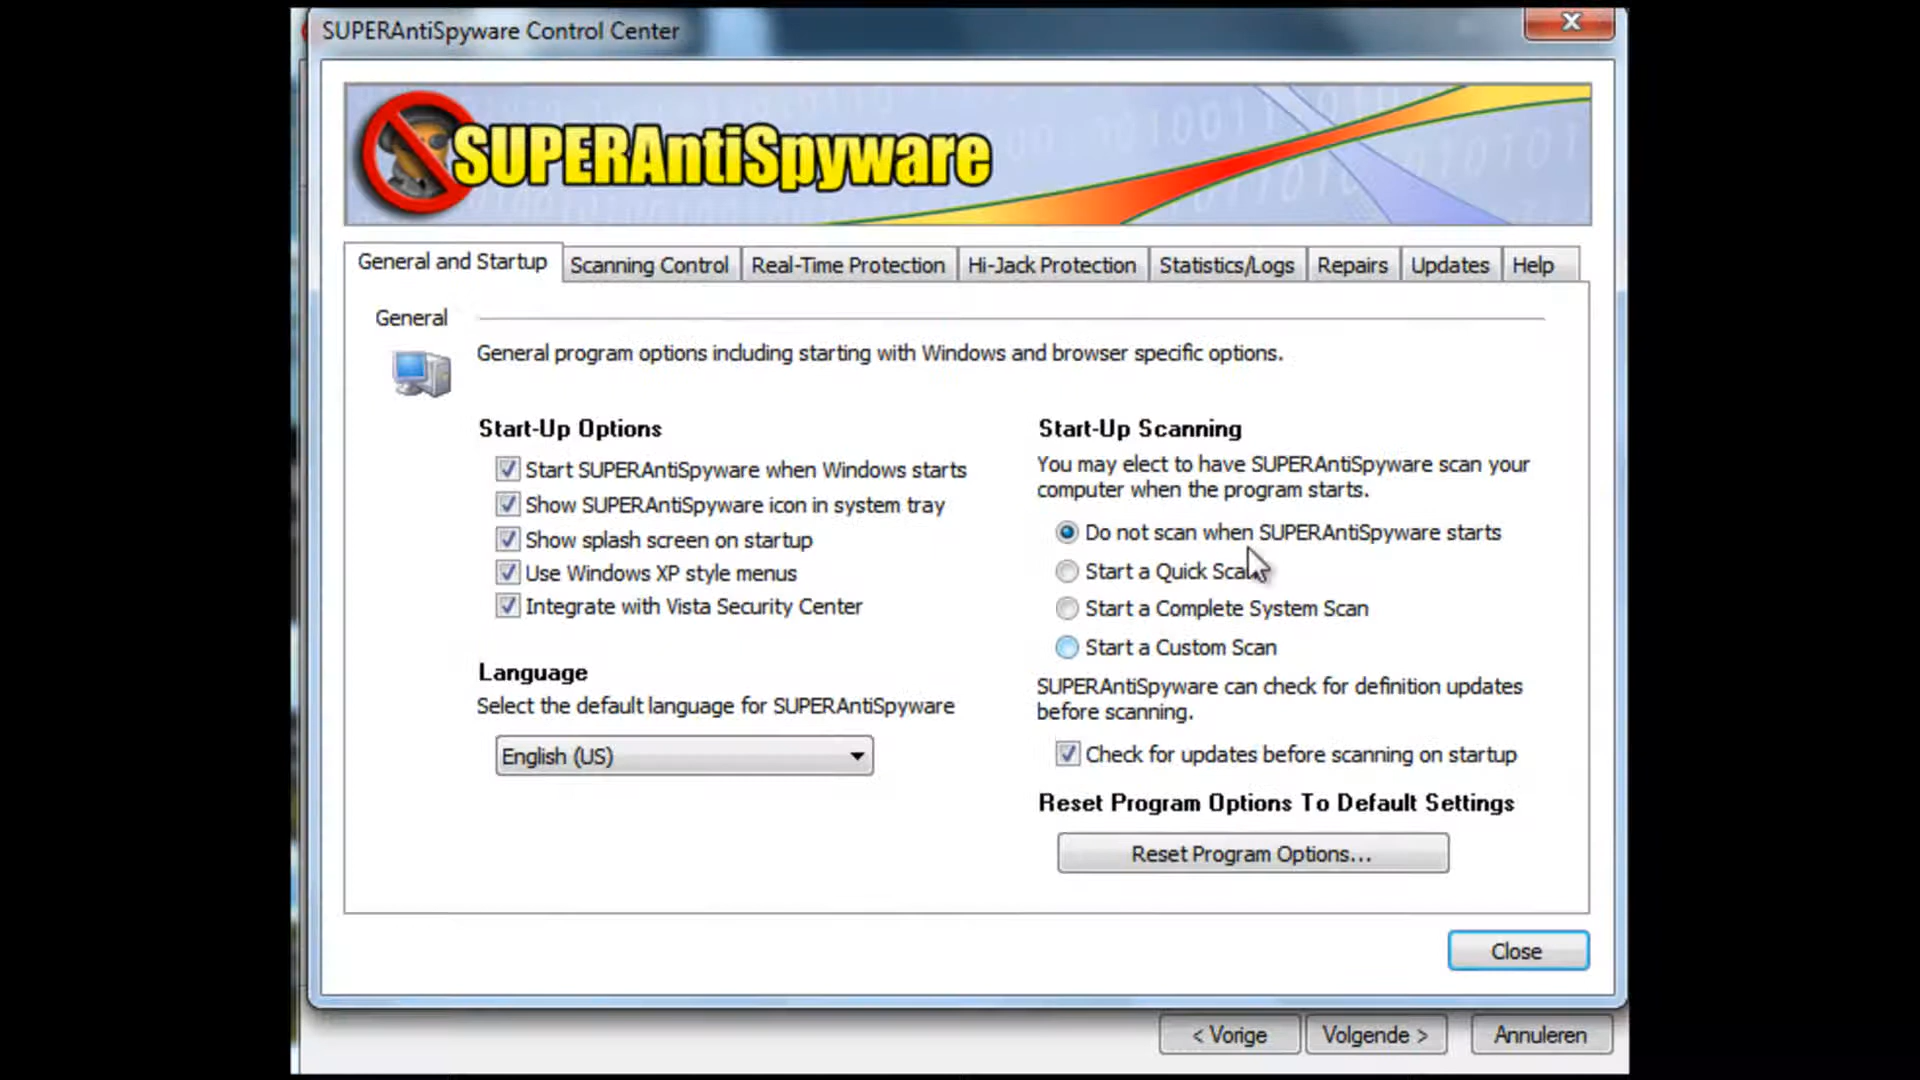 SUPERAntiSpyware Control Center
SUPERAntiSpyware
General and Startup
Scanning Control
Real-Time Protection
Hi-Jack Protection
Statistics/Logs
Repairs
Updates
Help
General
General program options including starting with Windows and browser specific options.
Start-Up Options
Start SUPERAntiSpyware when Windows starts
Show SUPERAntiSpyware icon in system tray
Show splash screen on startup
Use Windows XP style menus
Integrate with Vista Security Center
Language
Select the default language for SUPERAntiSpyware
English (US)
Start-Up Scanning
You may elect to have SUPERAntiSpyware scan your
computer when the program starts.
Do not scan when SUPERAntiSpyware starts
Start a Quick Scan
Start a Complete System Scan
Start a Custom Scan
SUPERAntiSpyware can check for definition updates
before scanning.
Check for updates before scanning on startup
Reset Program Options To Default Settings
Reset Program Options...
Close
< Vorige
Volgende >
Annuleren